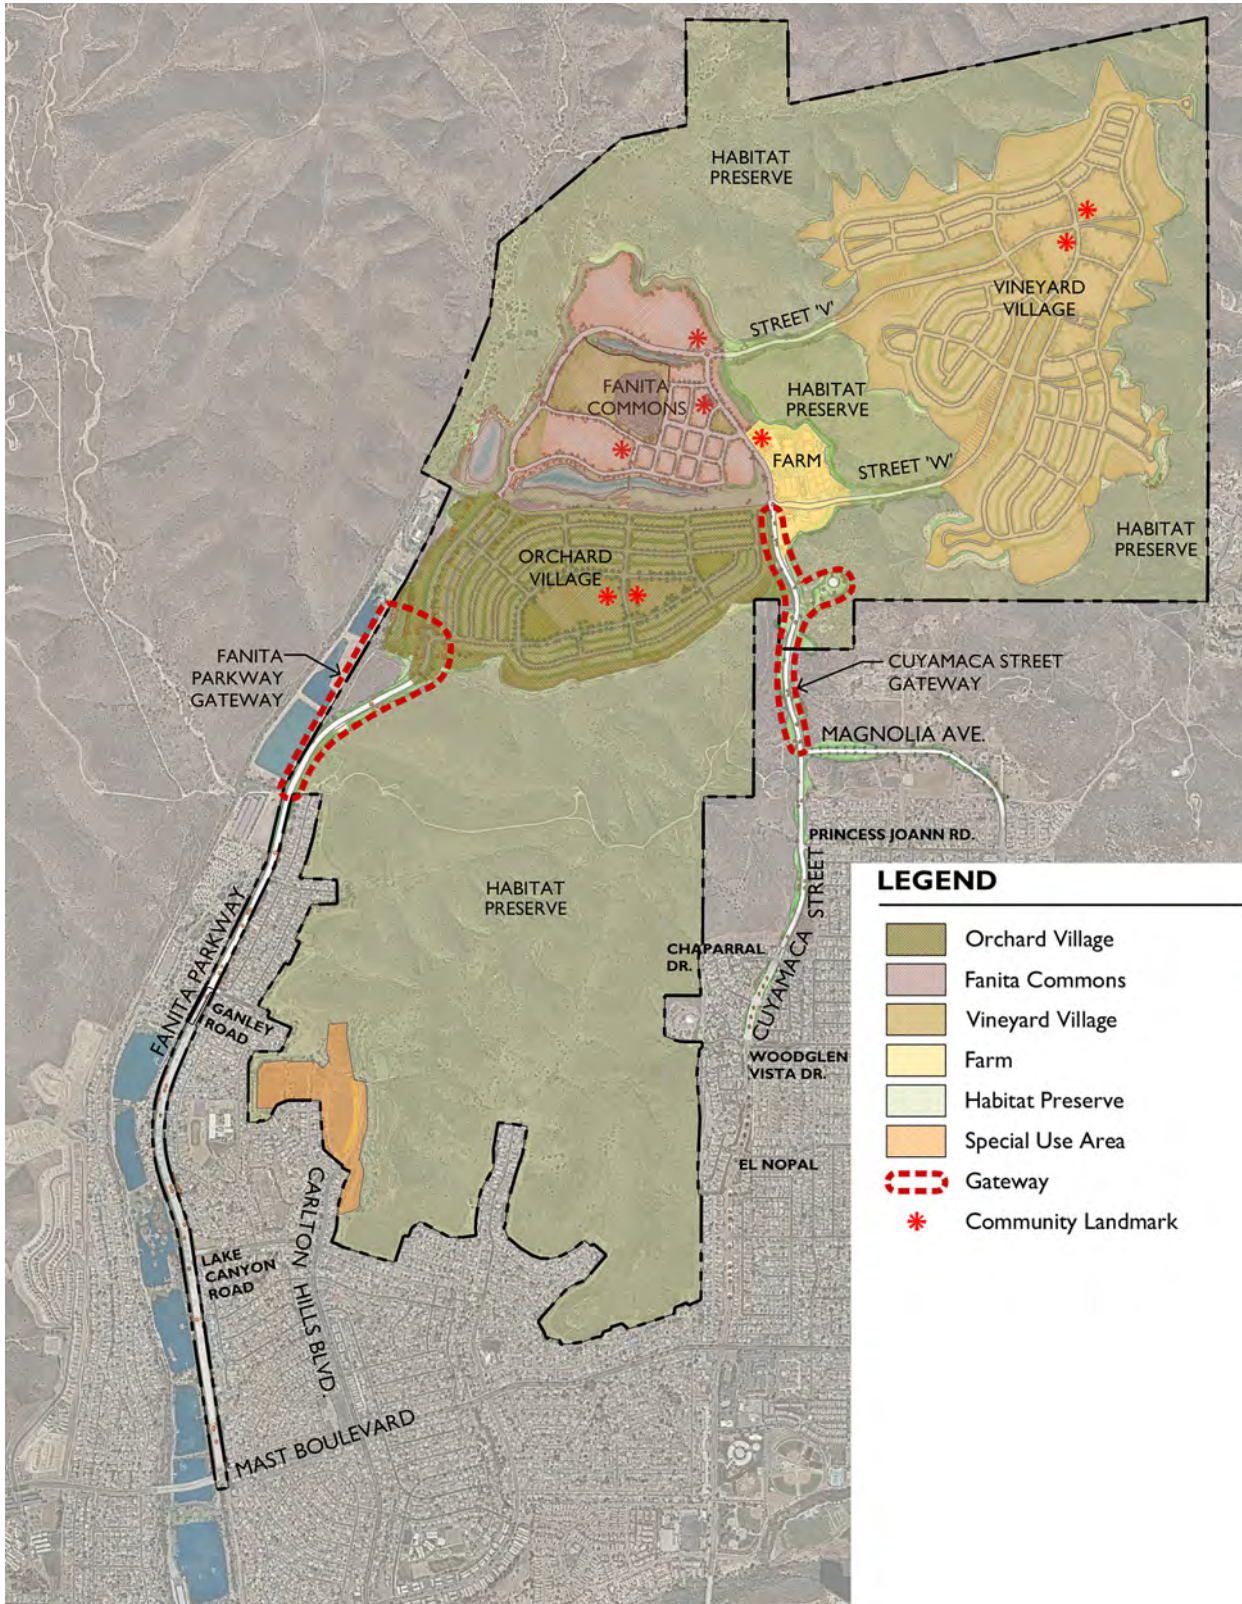 HABITAT
PRESERVE
VINEYARD
VILLAGE
STREET 'V'
FANITA
COMMONS
HABITAT
PRESERVE
FARM
STREET 'W'
HABITAT
PRESERVE
ORCHARD
VILLAGE
FANITA
PARKWAY
GATEWAY
CUYAMACA STREET
GATEWAY
MAGNOLIA AVE.
PRINCESS JOANN RD.
HABITAT
PRESERVE
FANITA PARKWAY
GANLEY
ROAD
CHAPARRAL
DR.
CUYAMACA STREET
WOODGLEN
VISTA DR.
EL NOPAL
CARLTON HILLS BLVD.
LAKE
CANYON
ROAD
MAST BOULEVARD
LEGEND
Orchard Village
Fanita Commons
Vineyard Village
Farm
Habitat Preserve
Special Use Area
Gateway
Community Landmark